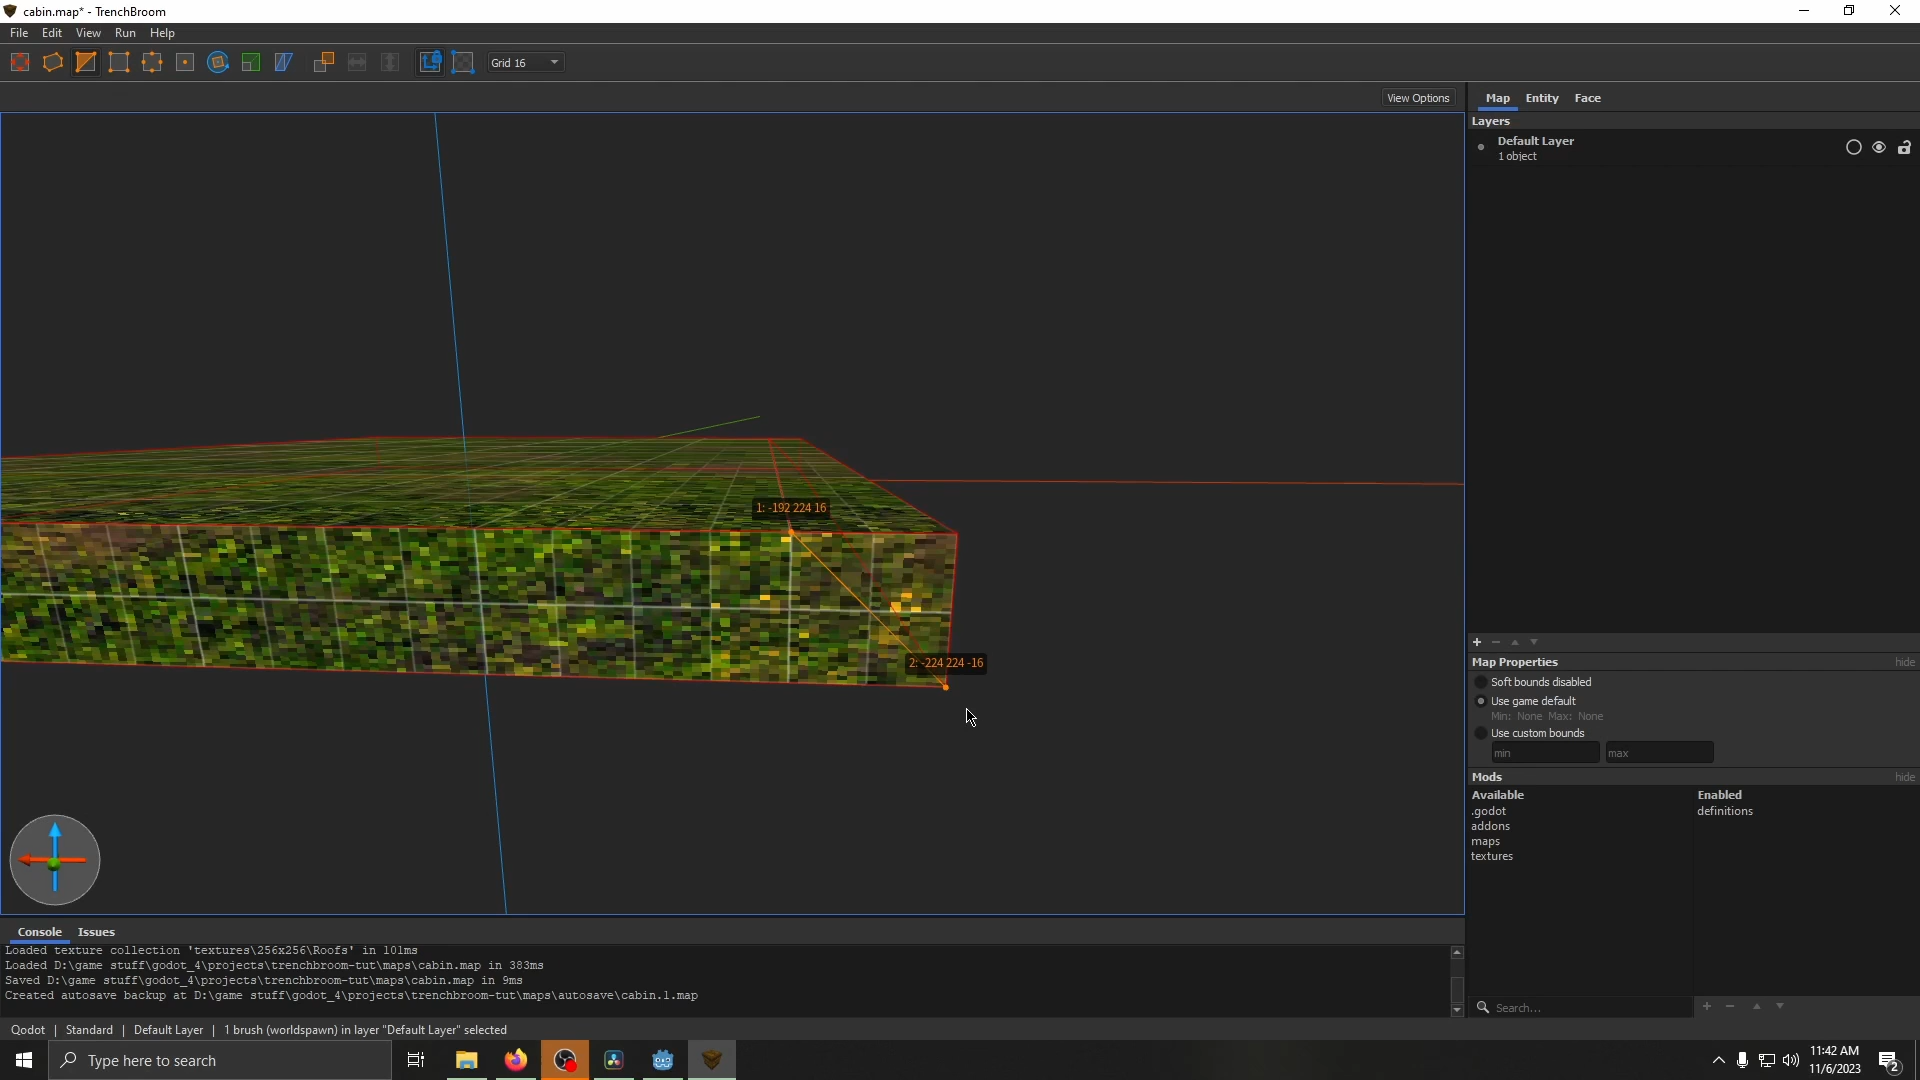 cabin.map* - TrenchBroom
File Edit View Run Help
Grid 16
View Options
Map Entity Face
Layers
Default Layer
1 object
1: -192 224 16
2: -224 224 -16
Map Properties hide
Soft bounds disabled
Use game default
Min: None Max: None
Use custom bounds
min max
Mods hide
Available Enabled
.godot definitions
addons
maps
textures
Search...
Console Issues
Loaded texture collection 'textures\256x256\Roofs' in 101ms
Loaded D:\game stuff\godot_4\projects\trenchbroom-tut\maps\cabin.map in 383ms
Saved D:\game stuff\godot_4\projects\trenchbroom-tut\maps\cabin.map in 9ms
Created autosave backup at D:\game stuff\godot_4\projects\trenchbroom-tut\maps\autosave\cabin.1.map
Qodot | Standard | Default Layer | 1 brush (worldspawn) in layer "Default Layer" selected
Type here to search
11:42 AM
11/6/2023
2